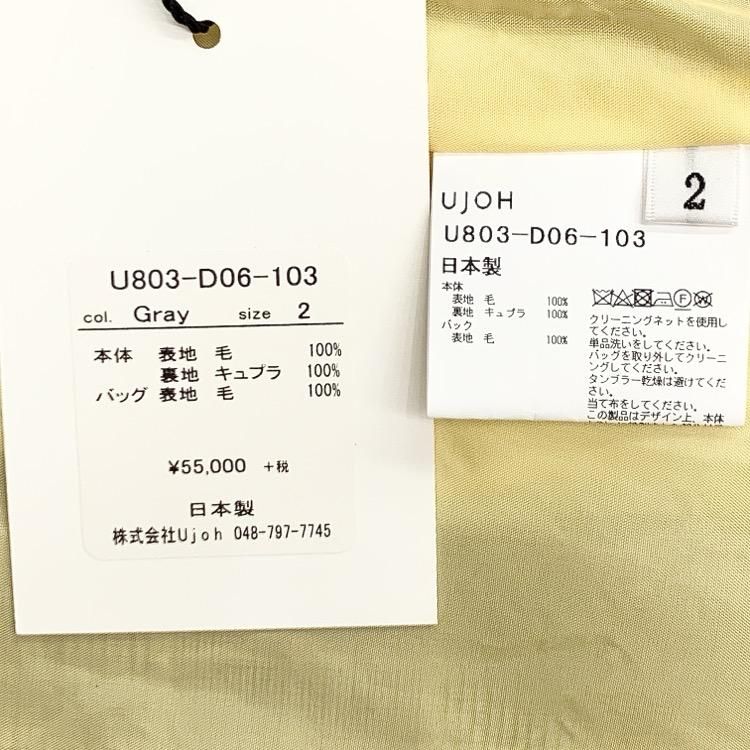 U803-D06-103
col. Gray size 2
本体 表地 毛 100%
裏地 キュプラ 100%
バッグ 表地 毛 100%
¥55,000 +税
日本製
株式会社Ujoh 048-797-7745
2
UJOH
U803-D06-103
日本製
本体
表地 毛 100%
裏地 キュプラ 100%
バック
表地 毛 100%
クリーニングネットを使用し
てください。
単品洗いをしてください。
バッグを取り外してクリーニ
ングしてください。
タンブラー乾燥は避けてくだ
さい。
当て布をしてください。
この製品はデザイン上、本体